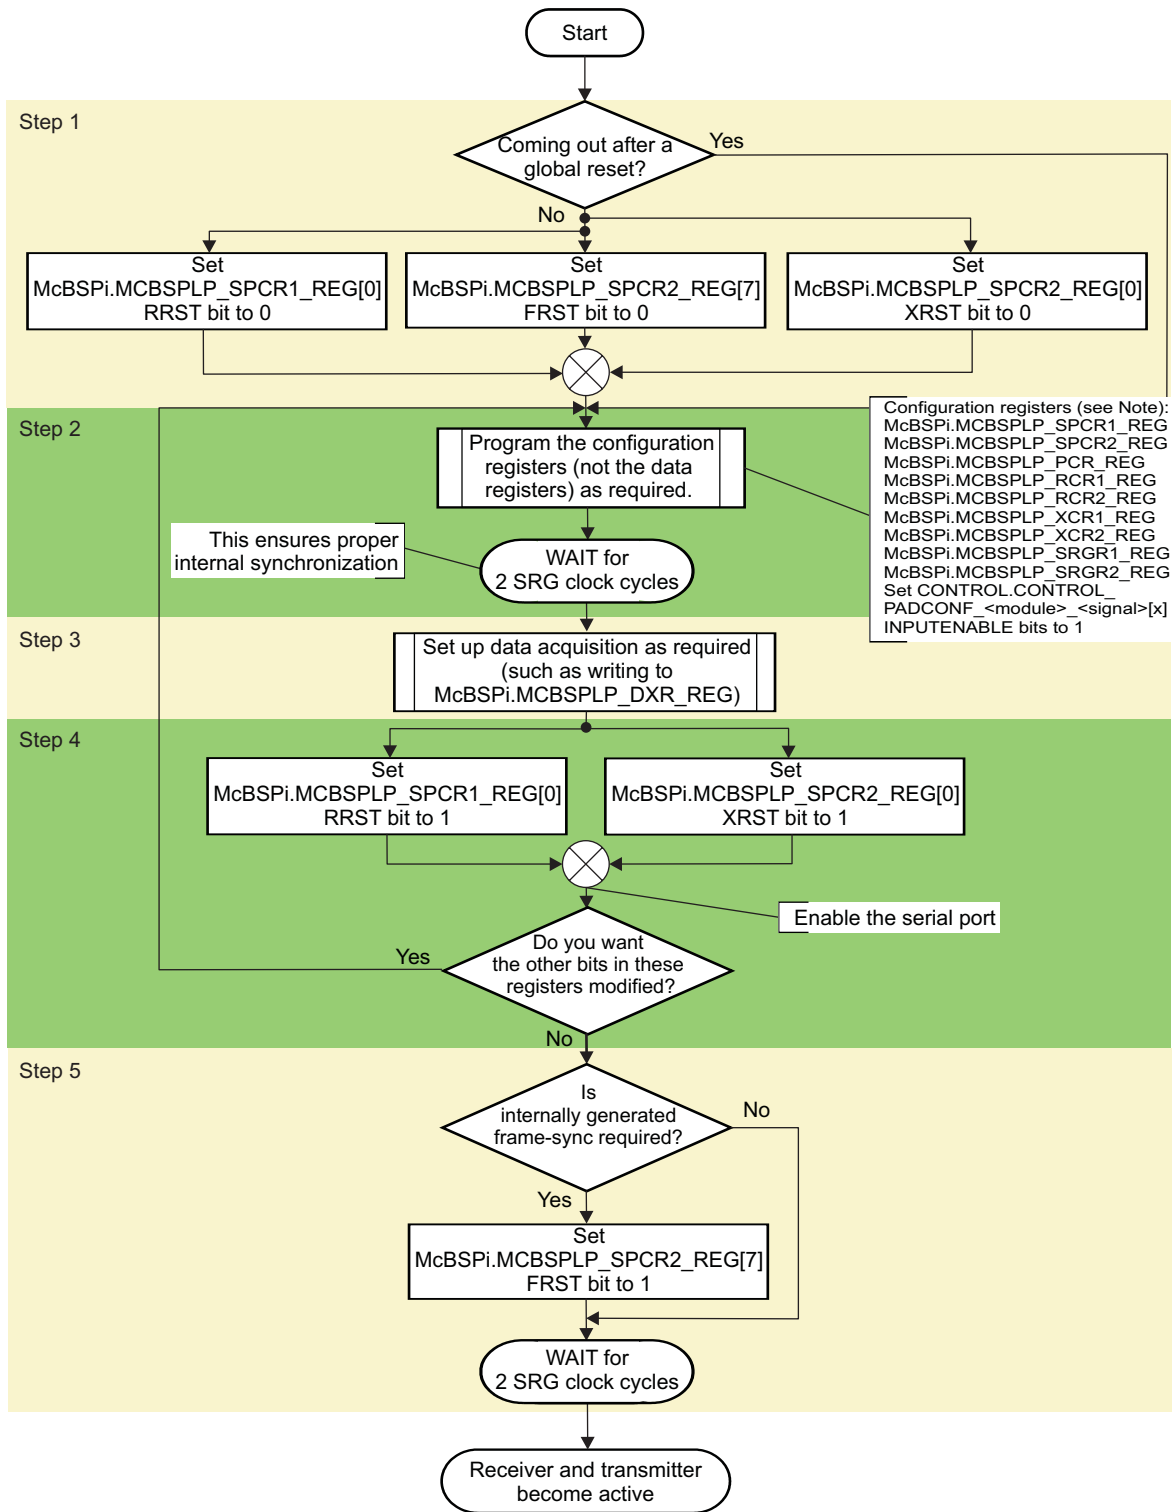 Start
Step 1
Coming out after a
global reset?
Yes
No
Set
McBSPi.MCBSPLP_SPCR1_REG[0]
RRST bit to 0
Set
McBSPi.MCBSPLP_SPCR2_REG[7]
FRST bit to 0
Set
McBSPi.MCBSPLP_SPCR2_REG[0]
XRST bit to 0
Step 2
Program the configuration
registers (not the data
registers) as required.
Configuration registers (see Note):
McBSPi.MCBSPLP_SPCR1_REG
McBSPi.MCBSPLP_SPCR2_REG
McBSPi.MCBSPLP_PCR_REG
McBSPi.MCBSPLP_RCR1_REG
McBSPi.MCBSPLP_RCR2_REG
McBSPi.MCBSPLP_XCR1_REG
McBSPi.MCBSPLP_XCR2_REG
McBSPi.MCBSPLP_SRGR1_REG
McBSPi.MCBSPLP_SRGR2_REG
Set CONTROL.CONTROL_
PADCONF_<module>_<signal>[x]
INPUTENABLE bits to 1
This ensures proper
internal synchronization
WAIT for
2 SRG clock cycles
Step 3
Set up data acquisition as required
(such as writing to
McBSPi.MCBSPLP_DXR_REG)
Step 4
Set
McBSPi.MCBSPLP_SPCR1_REG[0]
RRST bit to 1
Set
McBSPi.MCBSPLP_SPCR2_REG[0]
XRST bit to 1
Enable the serial port
Do you want
the other bits in these
registers modified?
Yes
No
Step 5
Is
internally generated
frame-sync required?
No
Yes
Set
McBSPi.MCBSPLP_SPCR2_REG[7]
FRST bit to 1
WAIT for
2 SRG clock cycles
Receiver and transmitter
become active